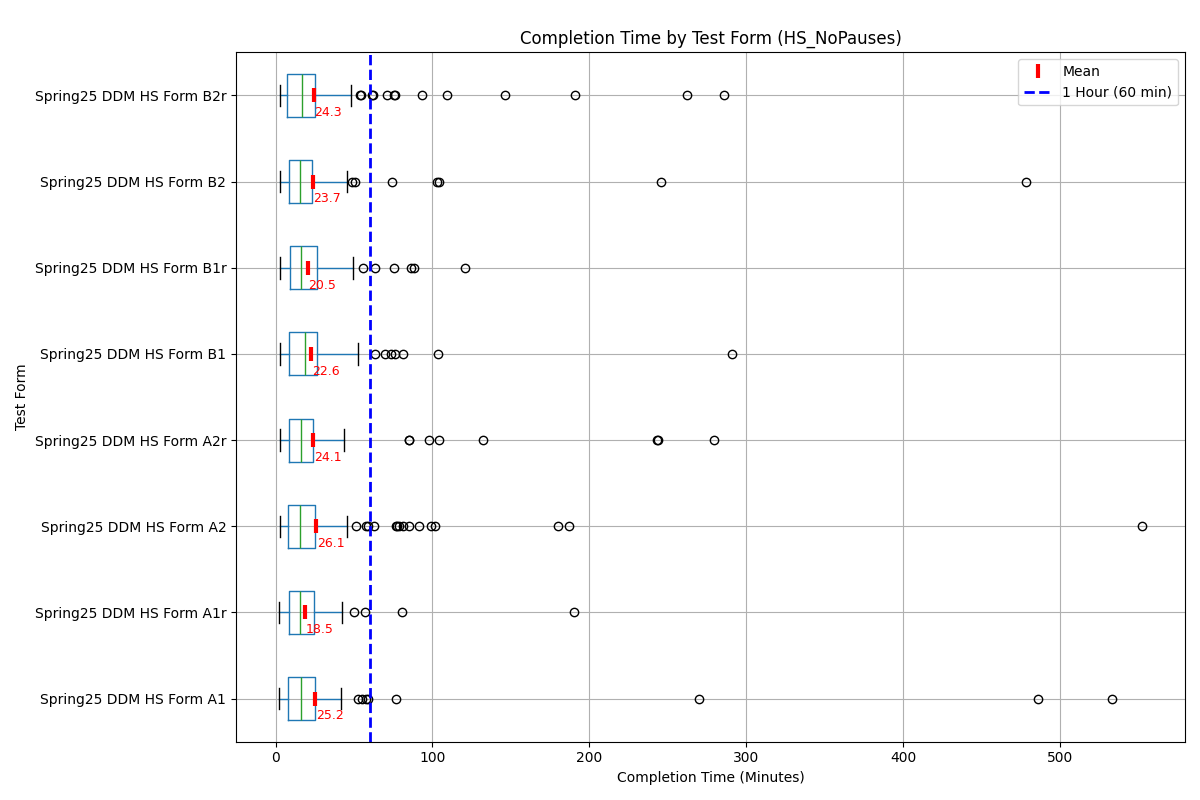 Completion Time by Test Form (HS_NoPauses)
Mean
1 Hour (60 min)
Test Form
Spring25 DDM HS Form B2r
24.3
Spring25 DDM HS Form B2
23.7
Spring25 DDM HS Form B1r
20.5
Spring25 DDM HS Form B1
22.6
Spring25 DDM HS Form A2r
24.1
Spring25 DDM HS Form A2
26.1
Spring25 DDM HS Form A1r
18.5
Spring25 DDM HS Form A1
25.2
0 100 200 300 400 500
Completion Time (Minutes)